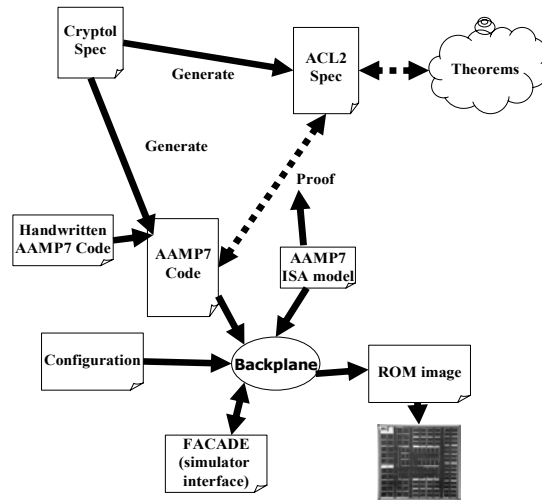 Cryptol
Spec
Generate
ACL2
Spec
Theorems
Generate
Proof
Handwritten
AAMP7 Code
AAMP7
Code
AAMP7
ISA model
Configuration
Backplane
ROM image
FACADE
(simulator
interface)